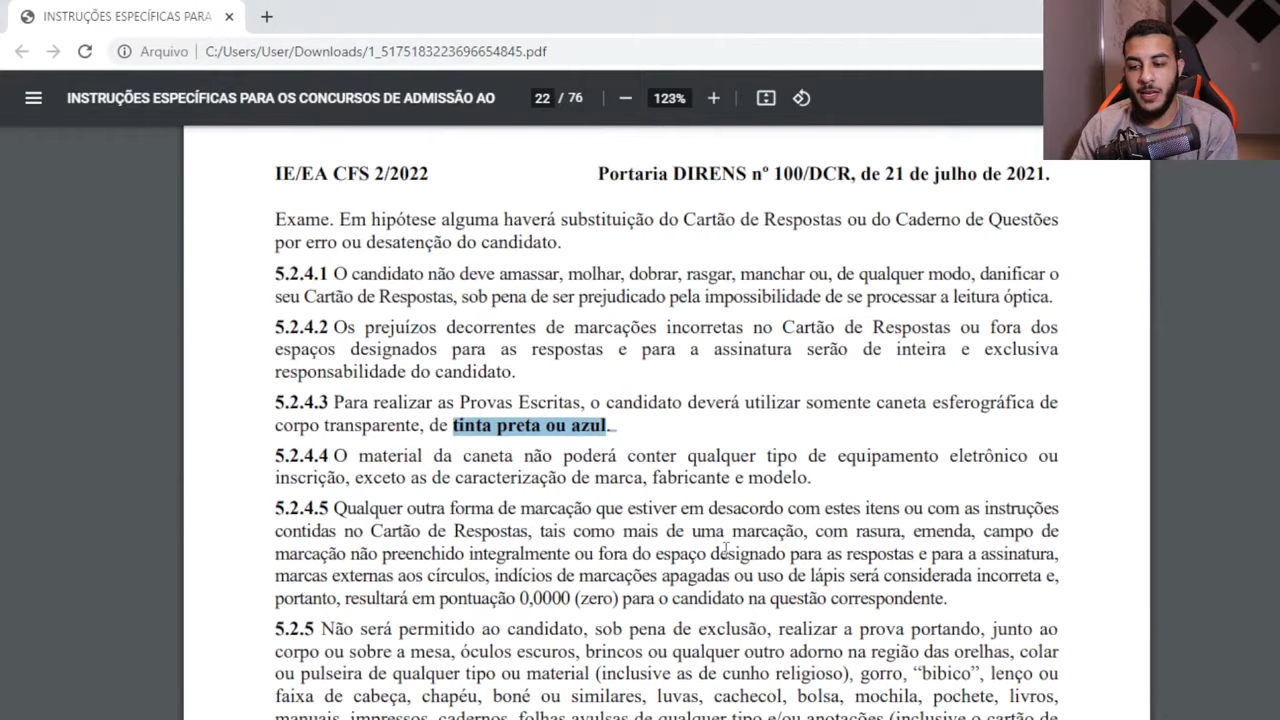 INSTRUÇÕES ESPECÍFICAS PARA
Arquivo C:/Users/User/Downloads/1_5175183223696654845.pdf
INSTRUÇÕES ESPECÍFICAS PARA OS CONCURSOS DE ADMISSÃO AO 22 / 76 123%
IE/EA CFS 2/2022 Portaria DIRENS nº 100/DCR, de 21 de julho de 2021.
Exame. Em hipótese alguma haverá substituição do Cartão de Respostas ou do Caderno de Questões
por erro ou desatenção do candidato.
5.2.4.1 O candidato não deve amassar, molhar, dobrar, rasgar, manchar ou, de qualquer modo, danificar o
seu Cartão de Respostas, sob pena de ser prejudicado pela impossibilidade de se processar a leitura óptica.
5.2.4.2 Os prejuízos decorrentes de marcações incorretas no Cartão de Respostas ou fora dos
espaços designados para as respostas e para a assinatura serão de inteira e exclusiva
responsabilidade do candidato.
5.2.4.3 Para realizar as Provas Escritas, o candidato deverá utilizar somente caneta esferográfica de
corpo transparente, de tinta preta ou azul.
5.2.4.4 O material da caneta não poderá conter qualquer tipo de equipamento eletrônico ou
inscrição, exceto as de caracterização de marca, fabricante e modelo.
5.2.4.5 Qualquer outra forma de marcação que estiver em desacordo com estes itens ou com as instruções
contidas no Cartão de Respostas, tais como mais de uma marcação, com rasura, emenda, campo de
marcação não preenchido integralmente ou fora do espaço designado para as respostas e para a assinatura,
marcas externas aos círculos, indícios de marcações apagadas ou uso de lápis será considerada incorreta e,
portanto, resultará em pontuação 0,0000 (zero) para o candidato na questão correspondente.
5.2.5 Não será permitido ao candidato, sob pena de exclusão, realizar a prova portando, junto ao
corpo ou sobre a mesa, óculos escuros, brincos ou qualquer outro adorno na região das orelhas, colar
ou pulseira de qualquer tipo ou material (inclusive as de cunho religioso), gorro, “bibico”, lenço ou
faixa de cabeça, chapéu, boné ou similares, luvas, cachecol, bolsa, mochila, pochete, livros,
manuais, impressos, cadernos, folhas avulsas de qualquer tipo e/ou anotações (inclusive o cartão de